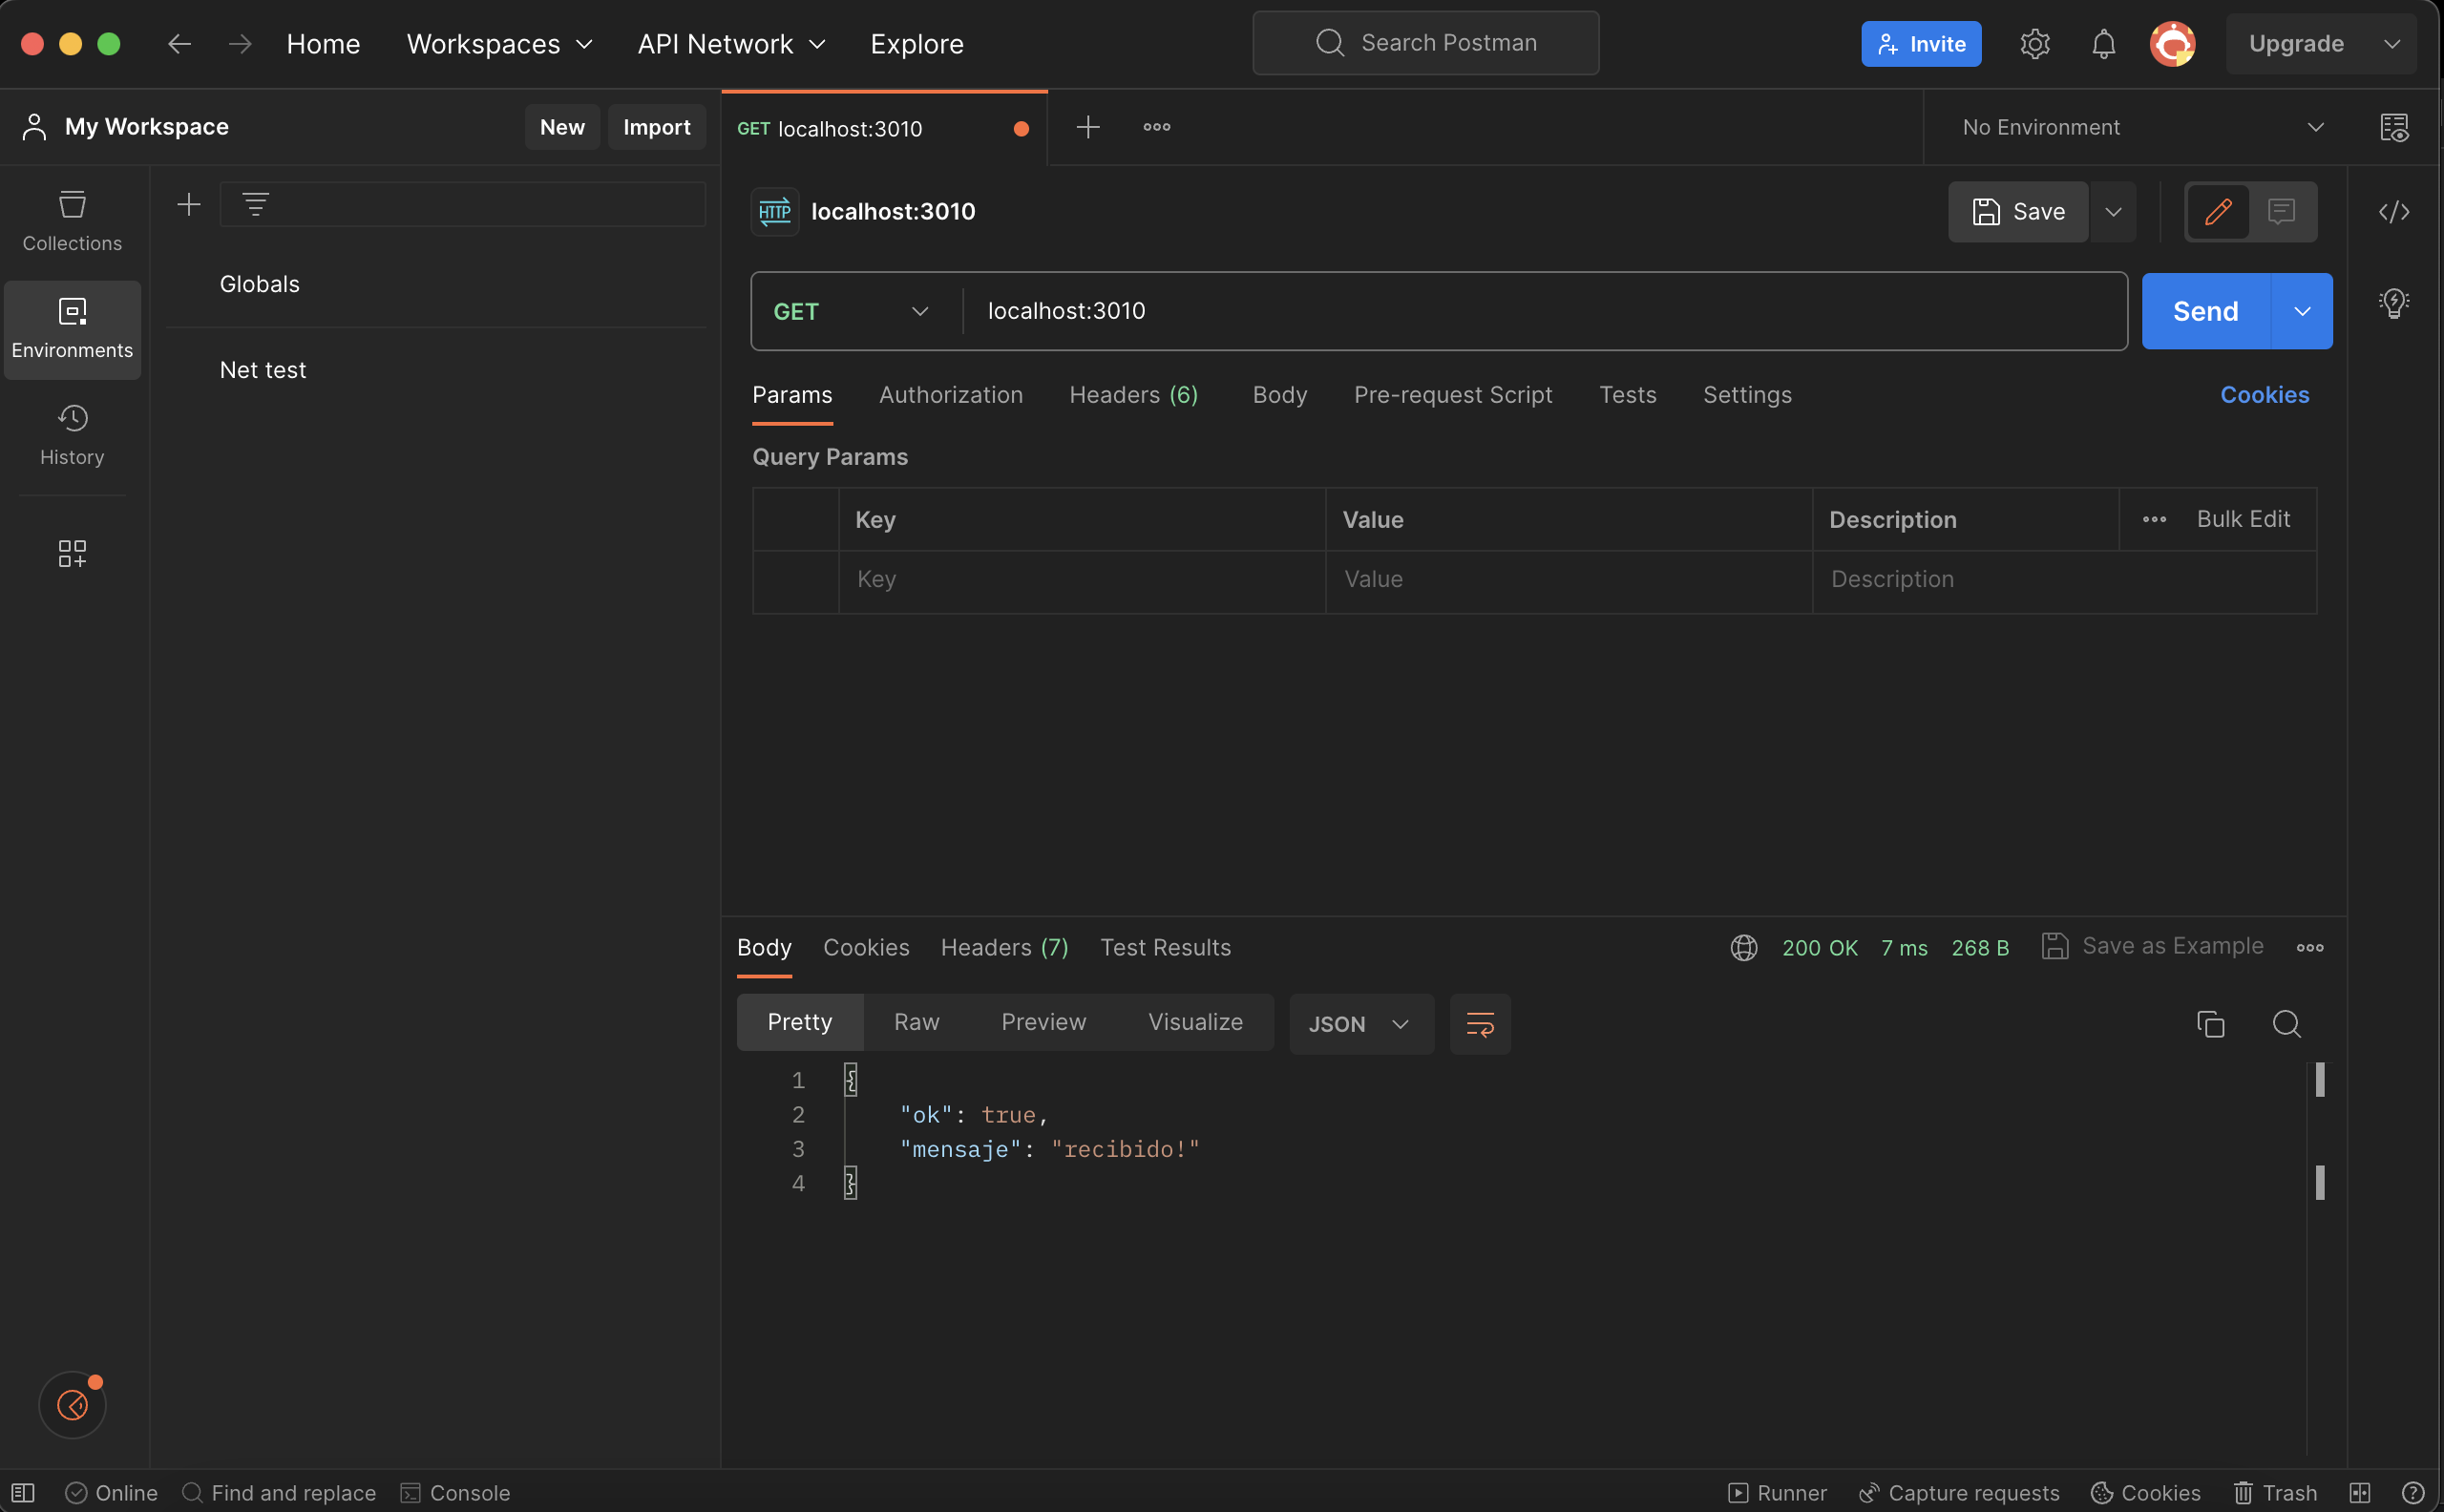 Home Workspaces API Network Explore Search Postman Invite Upgrade
My Workspace New Import GET localhost:3010 No Environment
Collections
Environments
History
Globals
Net test
HTTP localhost:3010 Save
GET localhost:3010 Send
Params Authorization Headers (6) Body Pre-request Script Tests Settings Cookies
Query Params
Key Value Description Bulk Edit
Key Value Description
Body Cookies Headers (7) Test Results 200 OK 7 ms 268 B Save as Example
Pretty Raw Preview Visualize JSON
1 {
2 "ok": true,
3 "mensaje": "recibido!"
4 }
Online Find and replace Console Runner Capture requests Cookies Trash